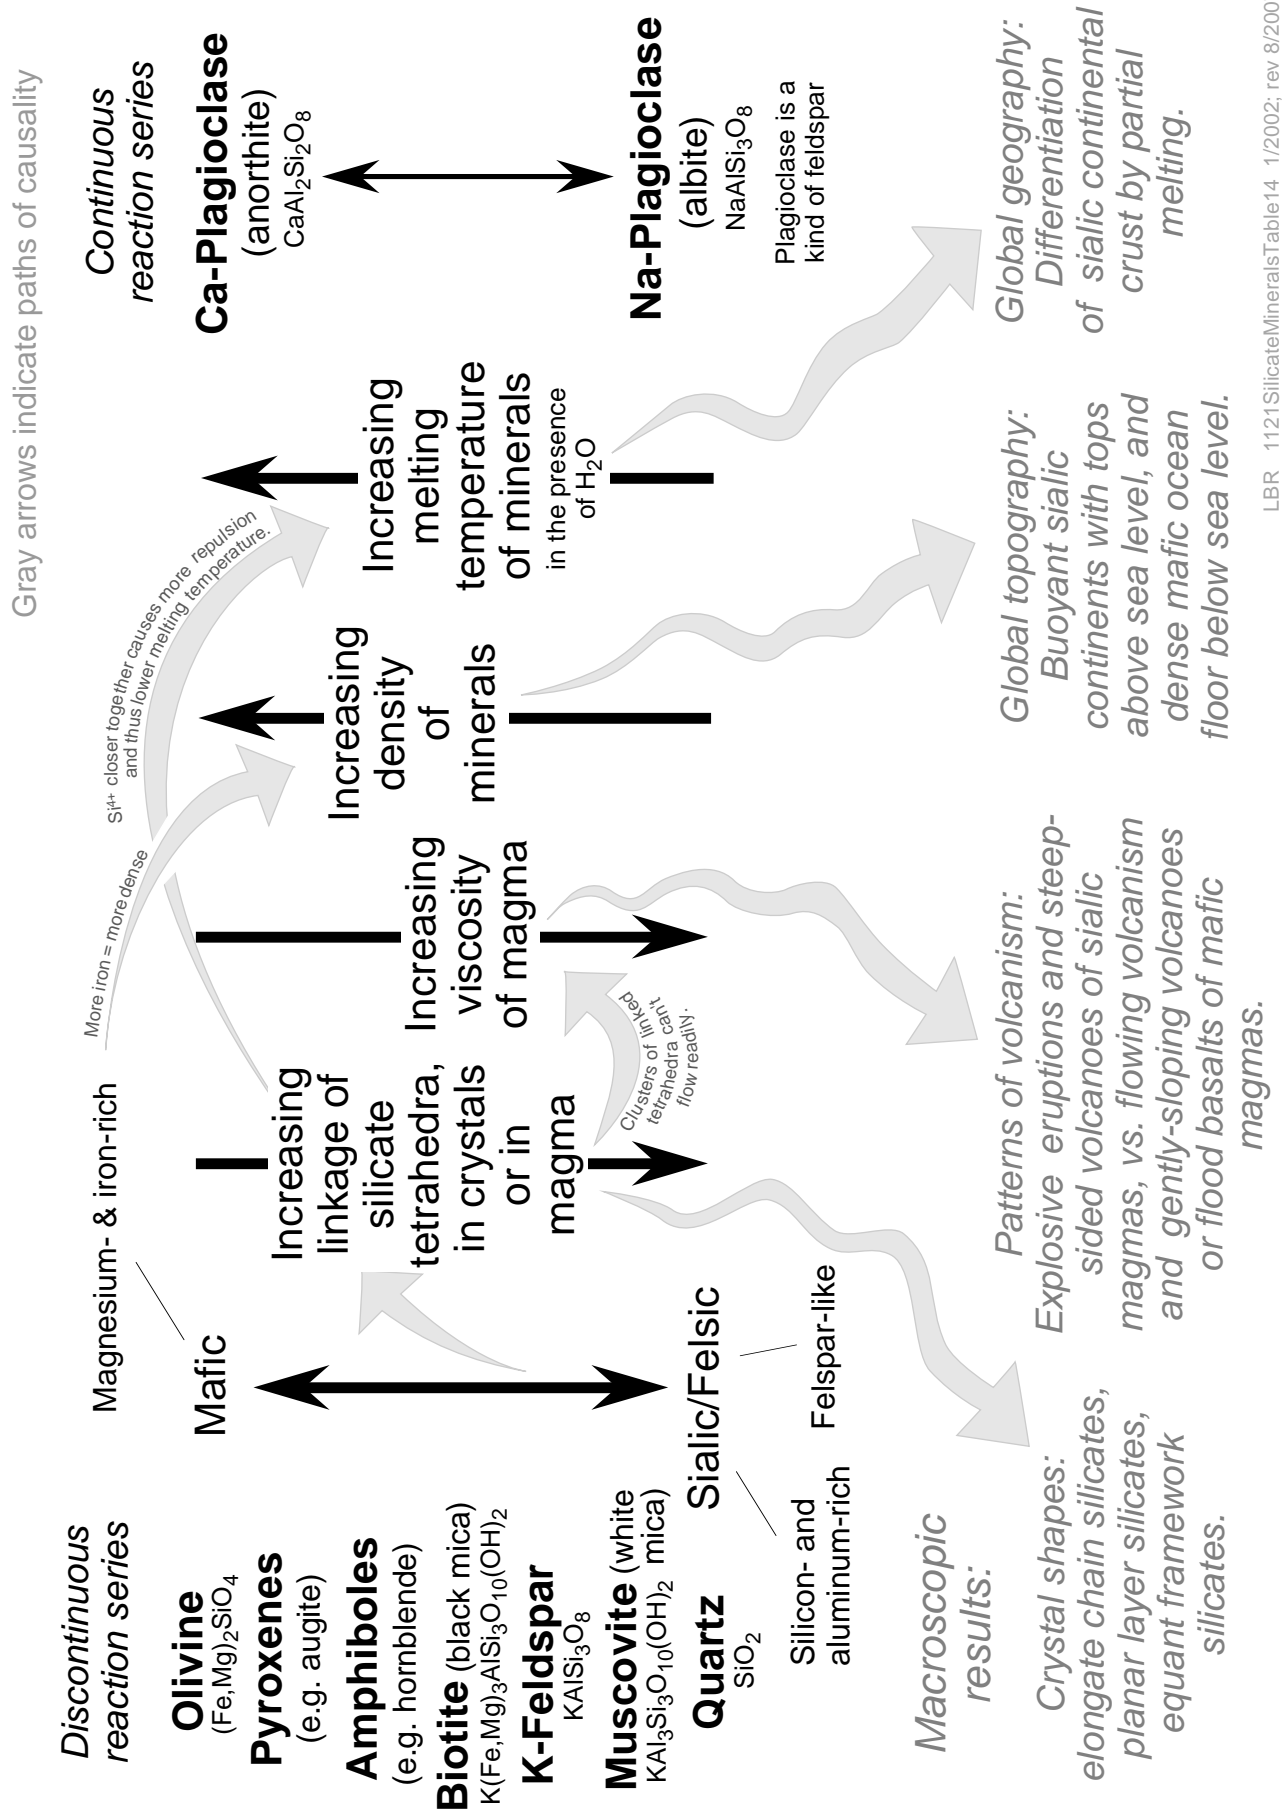 Gray arrows indicate paths of causality
Discontinuous
reaction series
Olivine
(Fe,Mg)₂SiO₄
Pyroxenes
(e.g. augite)
Amphiboles
(e.g. hornblende)
Biotite (black mica)
K(Fe,Mg)₃AlSi₃O₁₀(OH)₂
K-Feldspar
KAlSi₃O₈
Muscovite (white
KAl₃Si₃O₁₀(OH)₂ mica)
Quartz
SiO₂
Magnesium- & iron-rich
Mafic
Sialic/Felsic
Silicon- and
aluminum-rich
Felspar-like
More iron = more dense
Si⁴⁺ closer together causes more repulsion
and thus lower melting temperature.
Increasing
linkage of
silicate
tetrahedra,
in crystals
or in
magma
Clusters of linked
tetrahedra can't
flow readily.
Increasing
viscosity
of magma
Increasing
density
of
minerals
Increasing
melting
temperature
of minerals
in the presence
of H₂O
Continuous
reaction series
Ca-Plagioclase
(anorthite)
CaAl₂Si₂O₈
Na-Plagioclase
(albite)
NaAlSi₃O₈
Plagioclase is a
kind of feldspar
Macroscopic
results:
Crystal shapes:
elongate chain silicates,
planar layer silicates,
equant framework
silicates.
Patterns of volcanism:
Explosive eruptions and steep-
sided volcanoes of sialic
magmas, vs. flowing volcanism
and gently-sloping volcanoes
or flood basalts of mafic
magmas.
Global topography:
Buoyant sialic
continents with tops
above sea level, and
dense mafic ocean
floor below sea level.
Global geography:
Differentiation
of sialic continental
crust by partial
melting.
LBR 1121SilicateMineralsTable14 1/2002; rev 8/200